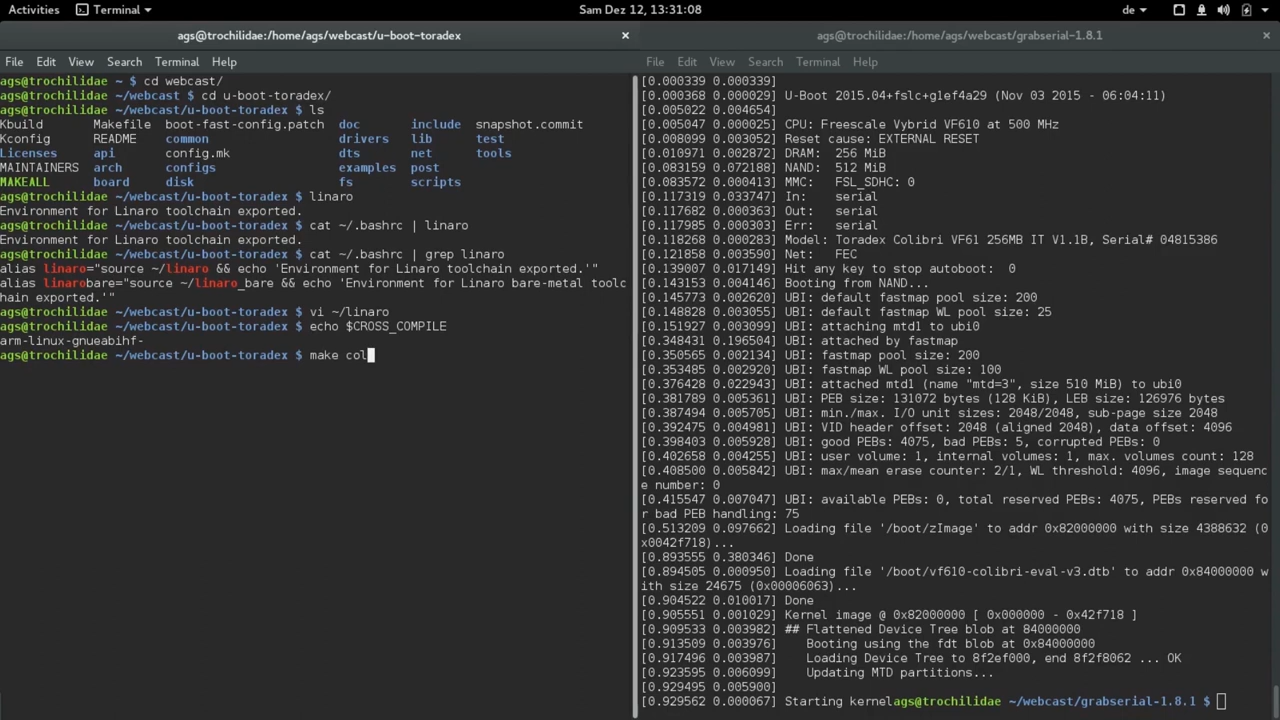 Activities Terminal Sam Dez 12, 13:31:08 de
ags@trochilidae:/home/ags/webcast/u-boot-toradex ×
File Edit View Search Terminal Help
ags@trochilidae ~ $ cd webcast/
ags@trochilidae ~/webcast $ cd u-boot-toradex/
ags@trochilidae ~/webcast/u-boot-toradex $ ls
Kbuild Makefile boot-fast-config.patch doc include snapshot.commit
Kconfig README common drivers lib test
Licenses api config.mk dts net tools
MAINTAINERS arch configs examples post
MAKEALL board disk fs scripts
ags@trochilidae ~/webcast/u-boot-toradex $ linaro
Environment for Linaro toolchain exported.
ags@trochilidae ~/webcast/u-boot-toradex $ cat ~/.bashrc | linaro
Environment for Linaro toolchain exported.
ags@trochilidae ~/webcast/u-boot-toradex $ cat ~/.bashrc | grep linaro
alias linaro="source ~/linaro && echo 'Environment for Linaro toolchain exported.'"
alias linarobare="source ~/linaro_bare && echo 'Environment for Linaro bare-metal toolc
hain exported.'"
ags@trochilidae ~/webcast/u-boot-toradex $ vi ~/linaro
ags@trochilidae ~/webcast/u-boot-toradex $ echo $CROSS_COMPILE
arm-linux-gnueabihf-
ags@trochilidae ~/webcast/u-boot-toradex $ make col
ags@trochilidae:/home/ags/webcast/grabserial-1.8.1 ×
File Edit View Search Terminal Help
[0.000339 0.000339]
[0.000368 0.000029] U-Boot 2015.04+fslc+g1ef4a29 (Nov 03 2015 - 06:04:11)
[0.005022 0.004654]
[0.005047 0.000025] CPU: Freescale Vybrid VF610 at 500 MHz
[0.008099 0.003052] Reset cause: EXTERNAL RESET
[0.010971 0.002872] DRAM:  256 MiB
[0.083159 0.072188] NAND:  512 MiB
[0.083572 0.000413] MMC:   FSL_SDHC: 0
[0.117319 0.033747] In:    serial
[0.117682 0.000363] Out:   serial
[0.117985 0.000303] Err:   serial
[0.118268 0.000283] Model: Toradex Colibri VF61 256MB IT V1.1B, Serial# 04815386
[0.121858 0.003590] Net:   FEC
[0.139007 0.017149] Hit any key to stop autoboot:  0
[0.143153 0.004146] Booting from NAND...
[0.145773 0.002620] UBI: default fastmap pool size: 200
[0.148828 0.003055] UBI: default fastmap WL pool size: 25
[0.151927 0.003099] UBI: attaching mtd1 to ubi0
[0.348431 0.196504] UBI: attached by fastmap
[0.350565 0.002134] UBI: fastmap pool size: 200
[0.353485 0.002920] UBI: fastmap WL pool size: 100
[0.376428 0.022943] UBI: attached mtd1 (name "mtd=3", size 510 MiB) to ubi0
[0.381789 0.005361] UBI: PEB size: 131072 bytes (128 KiB), LEB size: 126976 bytes
[0.387494 0.005705] UBI: min./max. I/O unit sizes: 2048/2048, sub-page size 2048
[0.392475 0.004981] UBI: VID header offset: 2048 (aligned 2048), data offset: 4096
[0.398403 0.005928] UBI: good PEBs: 4075, bad PEBs: 5, corrupted PEBs: 0
[0.402658 0.004255] UBI: user volume: 1, internal volumes: 1, max. volumes count: 128
[0.408500 0.005842] UBI: max/mean erase counter: 2/1, WL threshold: 4096, image sequenc
e number: 0
[0.415547 0.007047] UBI: available PEBs: 0, total reserved PEBs: 4075, PEBs reserved fo
r bad PEB handling: 75
[0.513209 0.097662] Loading file '/boot/zImage' to addr 0x82000000 with size 4388632 (0
x0042f718)...
[0.893555 0.380346] Done
[0.894505 0.000950] Loading file '/boot/vf610-colibri-eval-v3.dtb' to addr 0x84000000 w
ith size 24675 (0x00006063)...
[0.904522 0.010017] Done
[0.905551 0.001029] Kernel image @ 0x82000000 [ 0x000000 - 0x42f718 ]
[0.909533 0.003982] ## Flattened Device Tree blob at 84000000
[0.913509 0.003976]    Booting using the fdt blob at 0x84000000
[0.917496 0.003987]    Loading Device Tree to 8f2ef000, end 8f2f8062 ... OK
[0.923595 0.006099]    Updating MTD partitions...
[0.929495 0.005900]
[0.929562 0.000067] Starting kernelags@trochilidae ~/webcast/grabserial-1.8.1 $